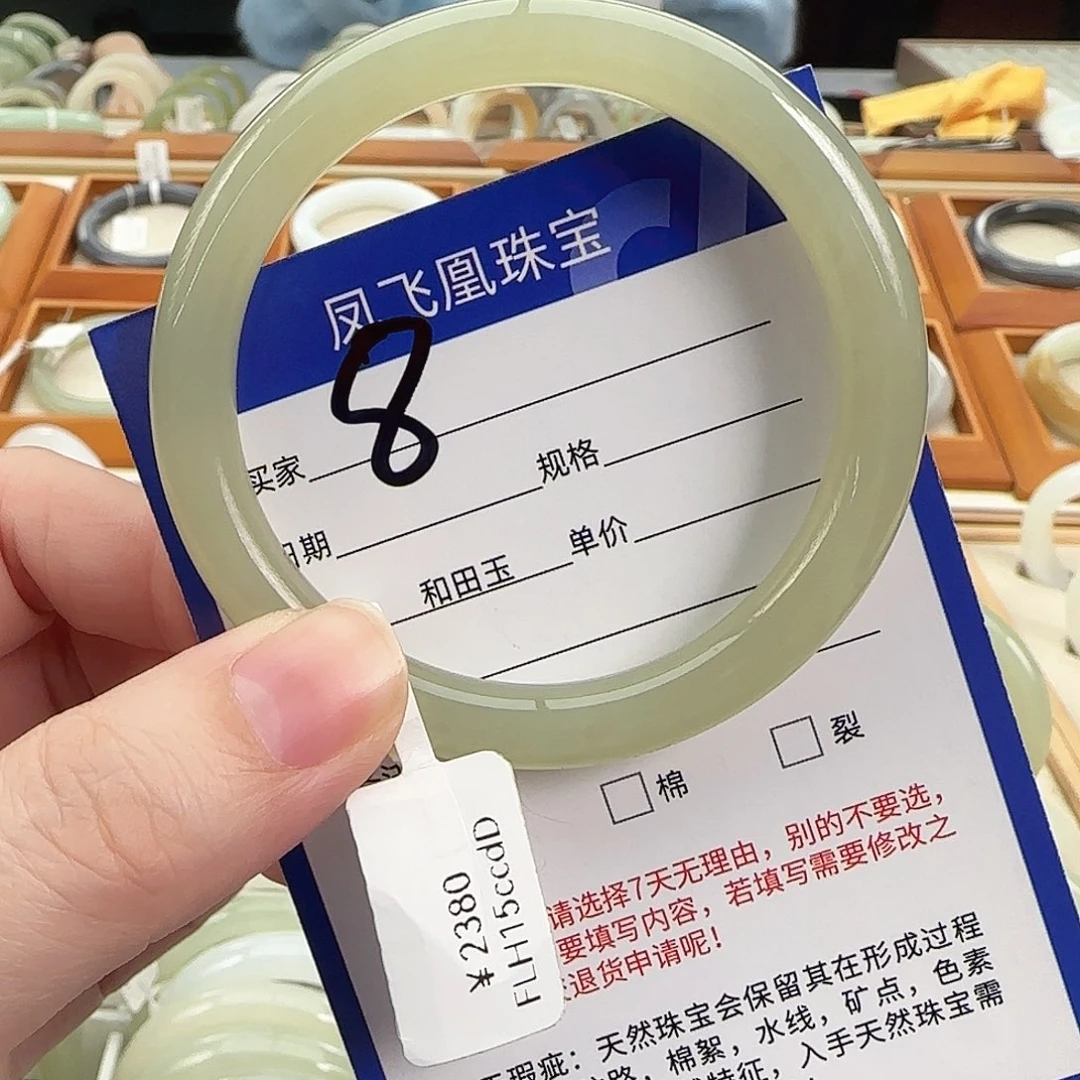 凤飞凰珠宝
8
买家
规格
日期
单价
和田玉
棉
裂
请选择7天无理由，别的不要选，
要填写内容，若填写需要修改之
退货申请呢！
瑕疵：天然珠宝会保留其在形成过程
棉絮，水线，矿点，色素
特征，入手天然珠宝需
¥2380
FLH15ccdD